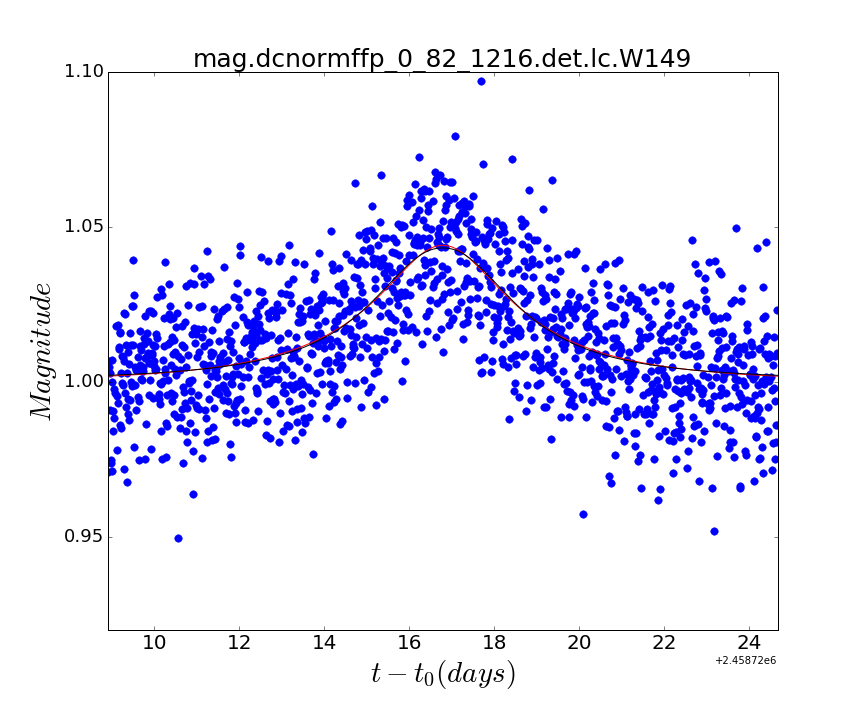 mag.dcnormffp_0_82_1216.det.lc.W149
1.10
1.05
1.00
0.95
Magnitude
10 12 14 16 18 20 22 24
+2.45872e6
t − t₀(days)